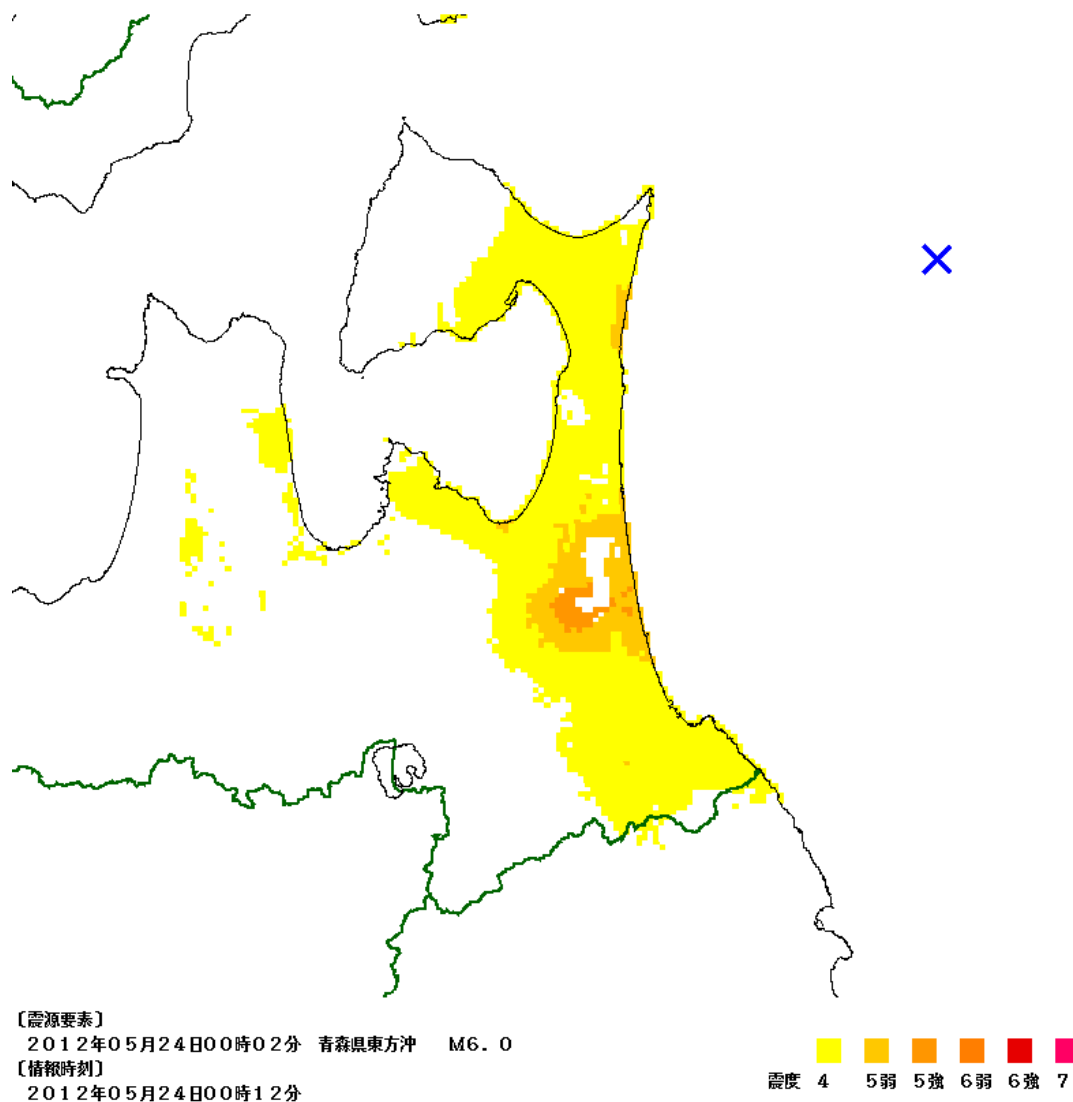 〔震源要素〕
2012年05月24日00時02分 青森県東方沖 M6.0
〔情報時刻〕
2012年05月24日00時12分
震度 4 5弱 5強 6弱 6強 7